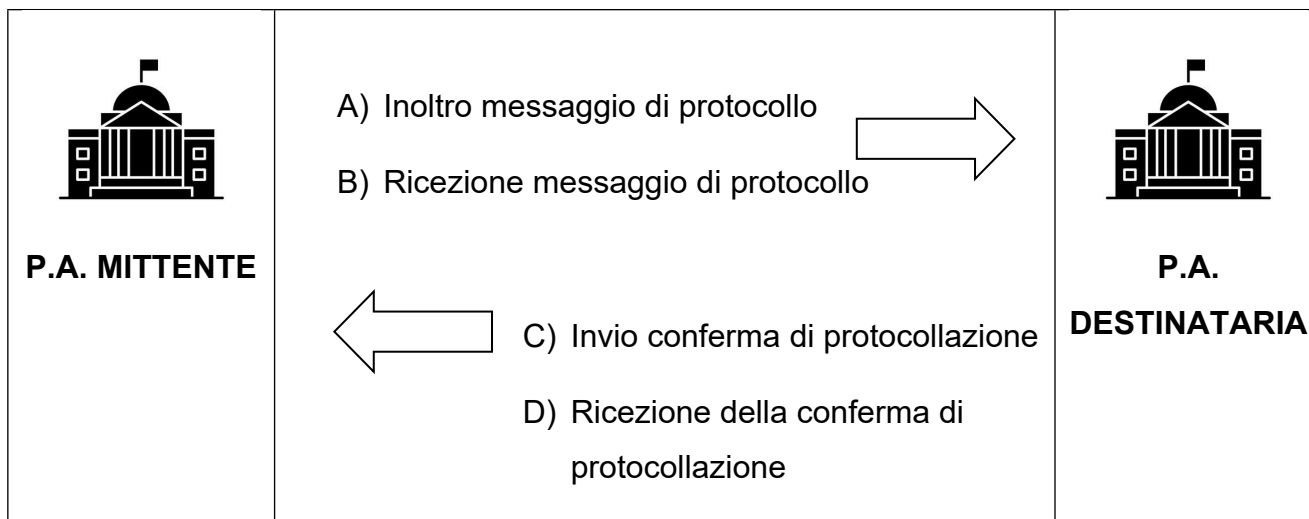 A) Inoltro messaggio di protocollo
B) Ricezione messaggio di protocollo
P.A. MITTENTE
P.A.
DESTINATARIA
C) Invio conferma di protocollazione
D) Ricezione della conferma di
protocollazione